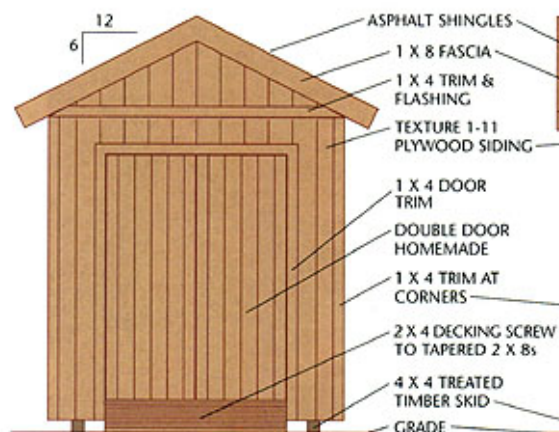 12
6
ASPHALT SHINGLES
1 X 8 FASCIA
1 X 4 TRIM &
FLASHING
TEXTURE 1-11
PLYWOOD SIDING
1 X 4 DOOR
TRIM
DOUBLE DOOR
HOMEMADE
1 X 4 TRIM AT
CORNERS
2 X 4 DECKING SCREW
TO TAPERED 2 X 8s
4 X 4 TREATED
TIMBER SKID
GRADE